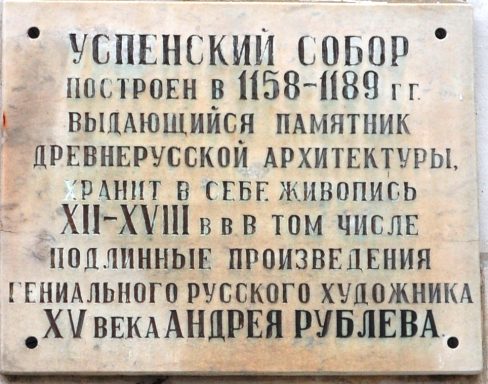 УСПЕНСКИЙ СОБОР
ПОСТРОЕН В 1158-1189 ГГ.
ВЫДАЮЩИЙСЯ ПАМЯТНИК
ДРЕВНЕРУССКОЙ АРХИТЕКТУРЫ,
ХРАНИТ В СЕБЕ ЖИВОПИСЬ
XII-XVIII В В В ТОМ ЧИСЛЕ
ПОДЛИННЫЕ ПРОИЗВЕДЕНИЯ
ГЕНИАЛЬНОГО РУССКОГО ХУДОЖНИКА
XV ВЕКА АНДРЕЯ РУБЛЕВА.